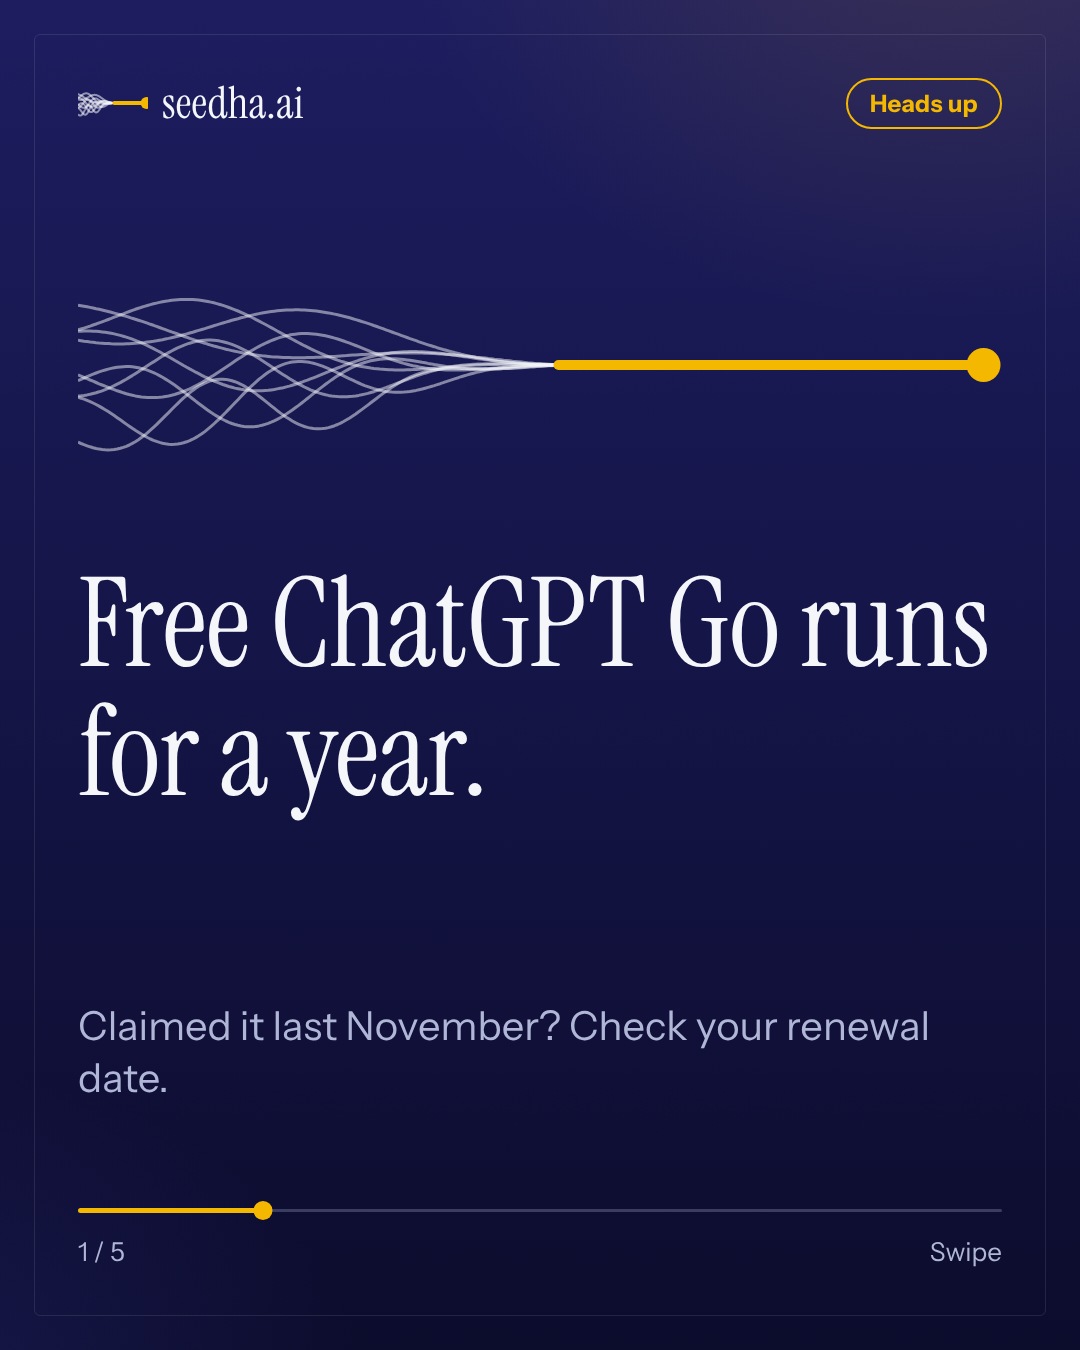 seedha.ai
Heads up
Free ChatGPT Go runs
for a year.
Claimed it last November? Check your renewal
date.
1 / 5
Swipe